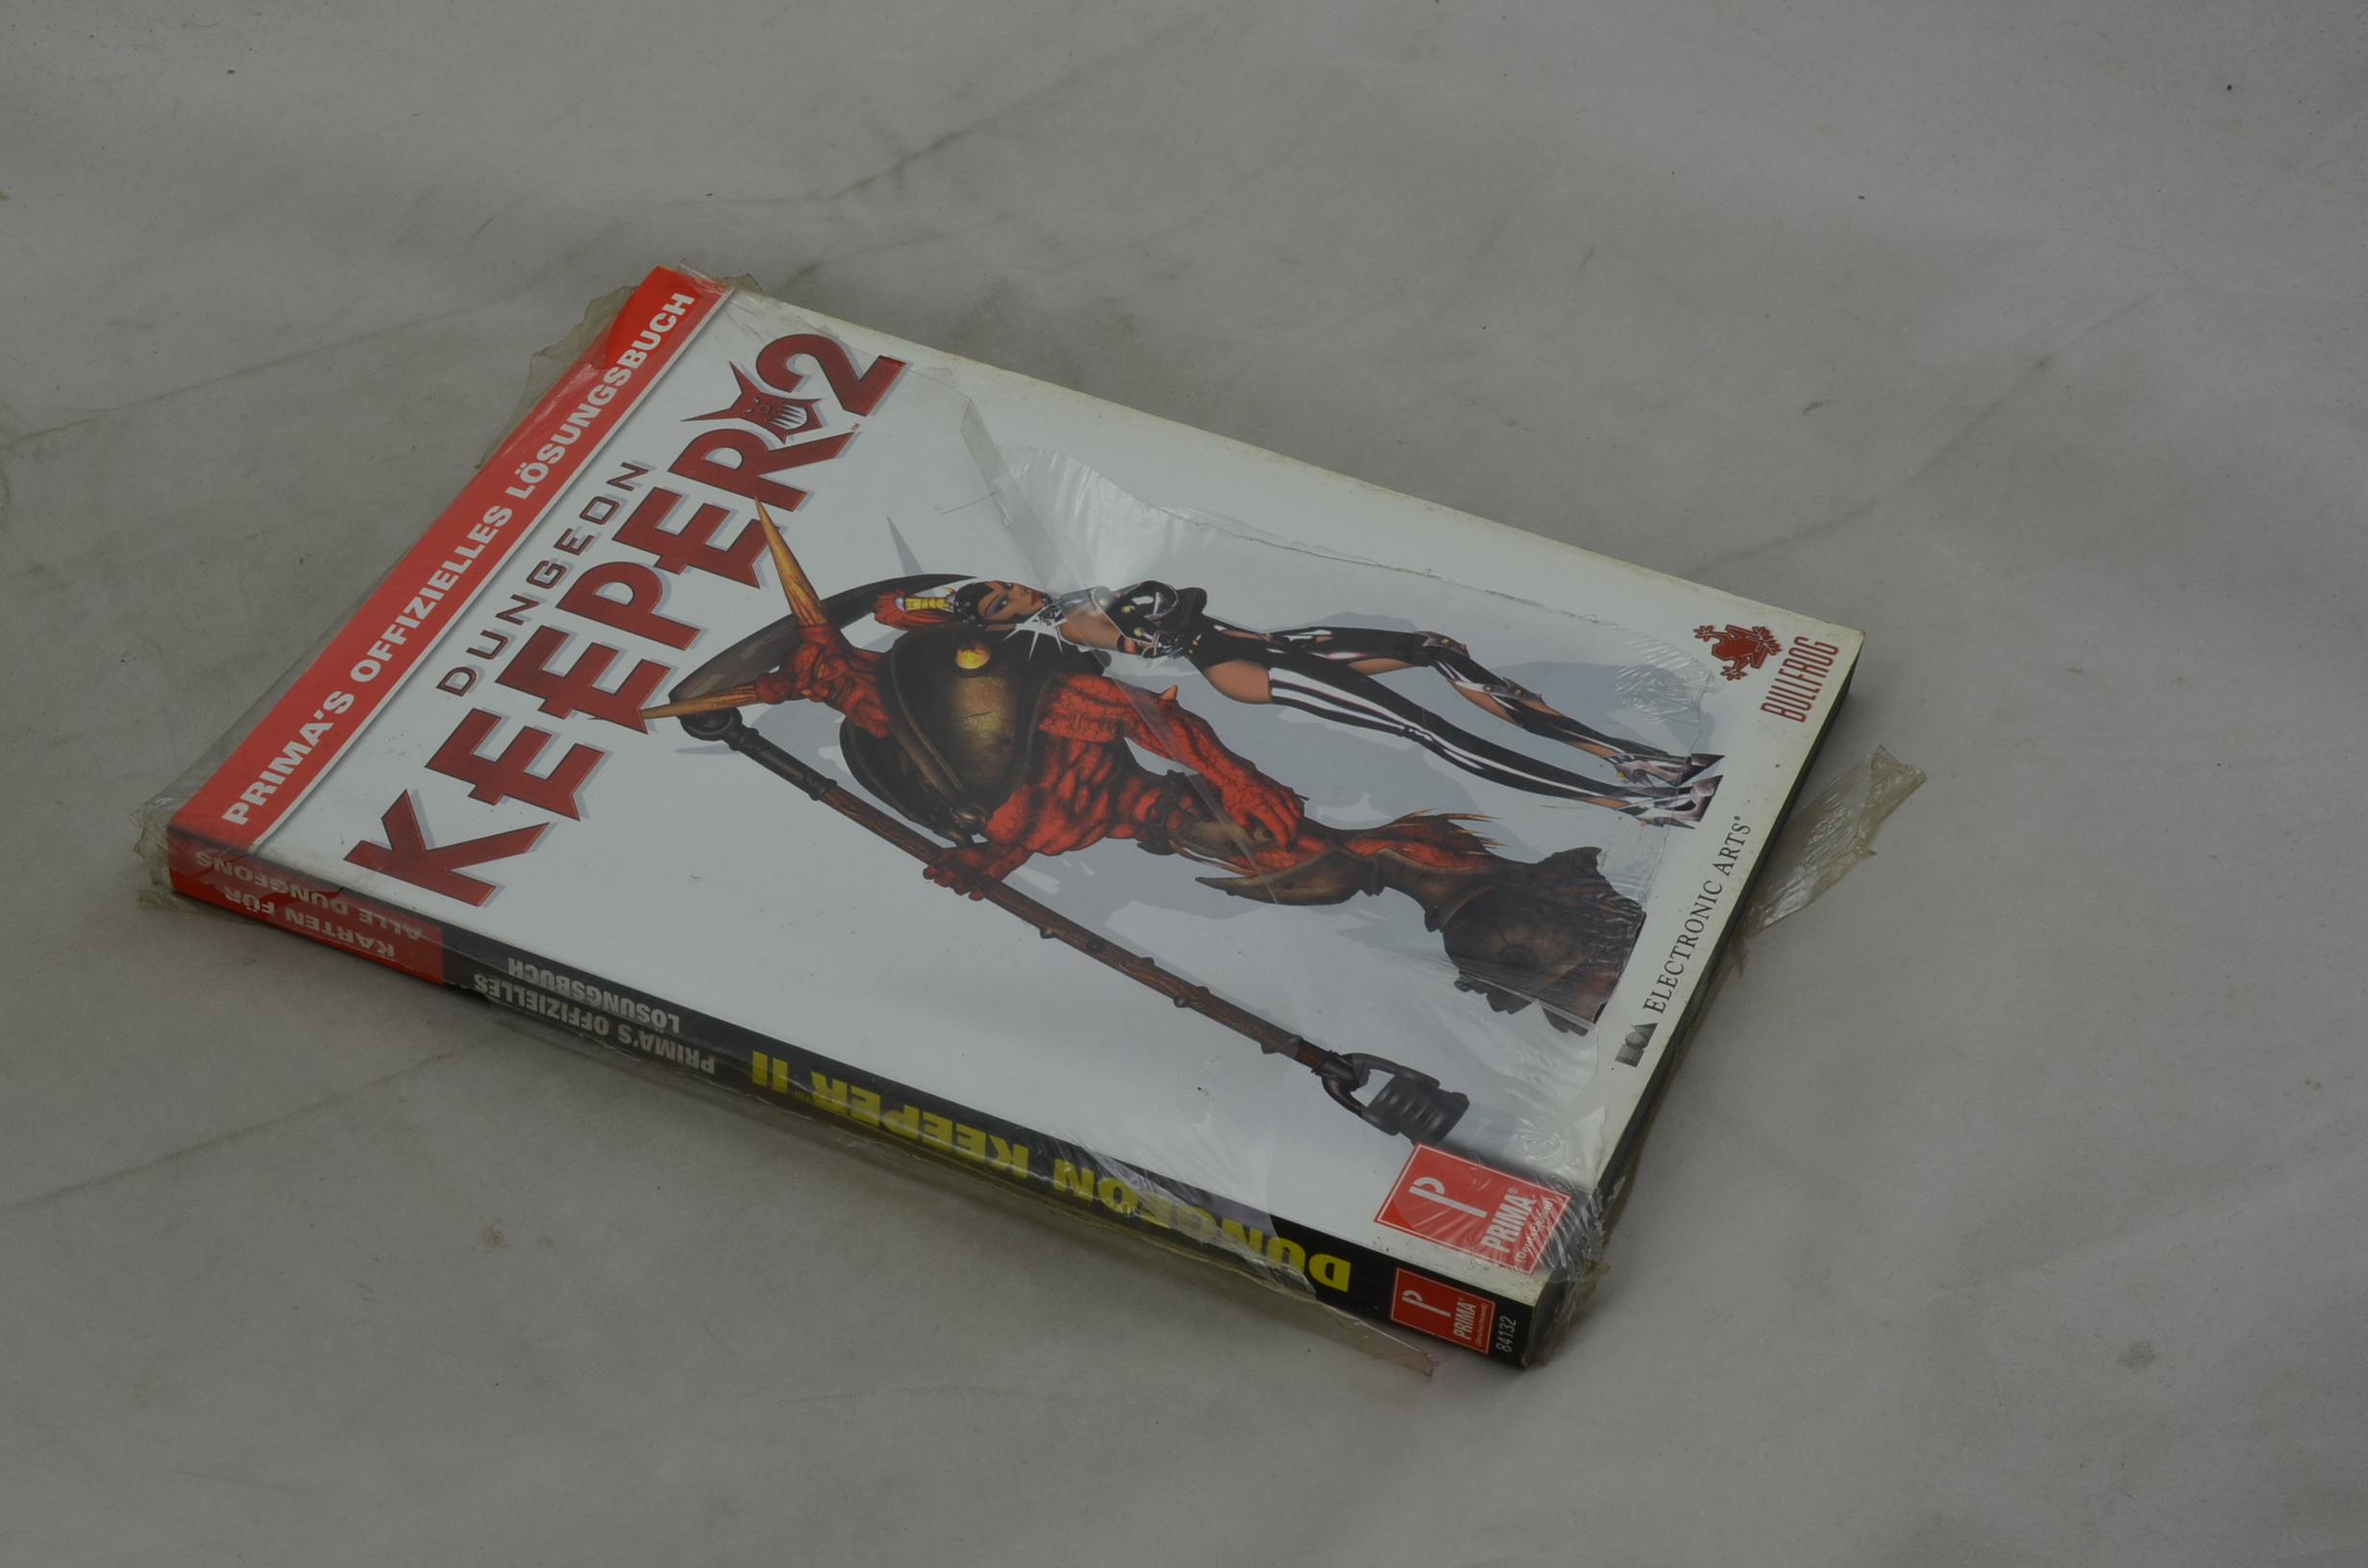 PRIMA'S OFFIZIELLES LÖSUNGSBUCH
DUNGEON
KEEPER 2
™
BULLFROG
ELECTRONIC ARTS®
P
PRIMA®
KARTEN FÜR
ALLE DUNGEONS
PRIMA'S OFFIZIELLES
LÖSUNGSBUCH
DUNGEON KEEPER II
P
PRIMA®
84132